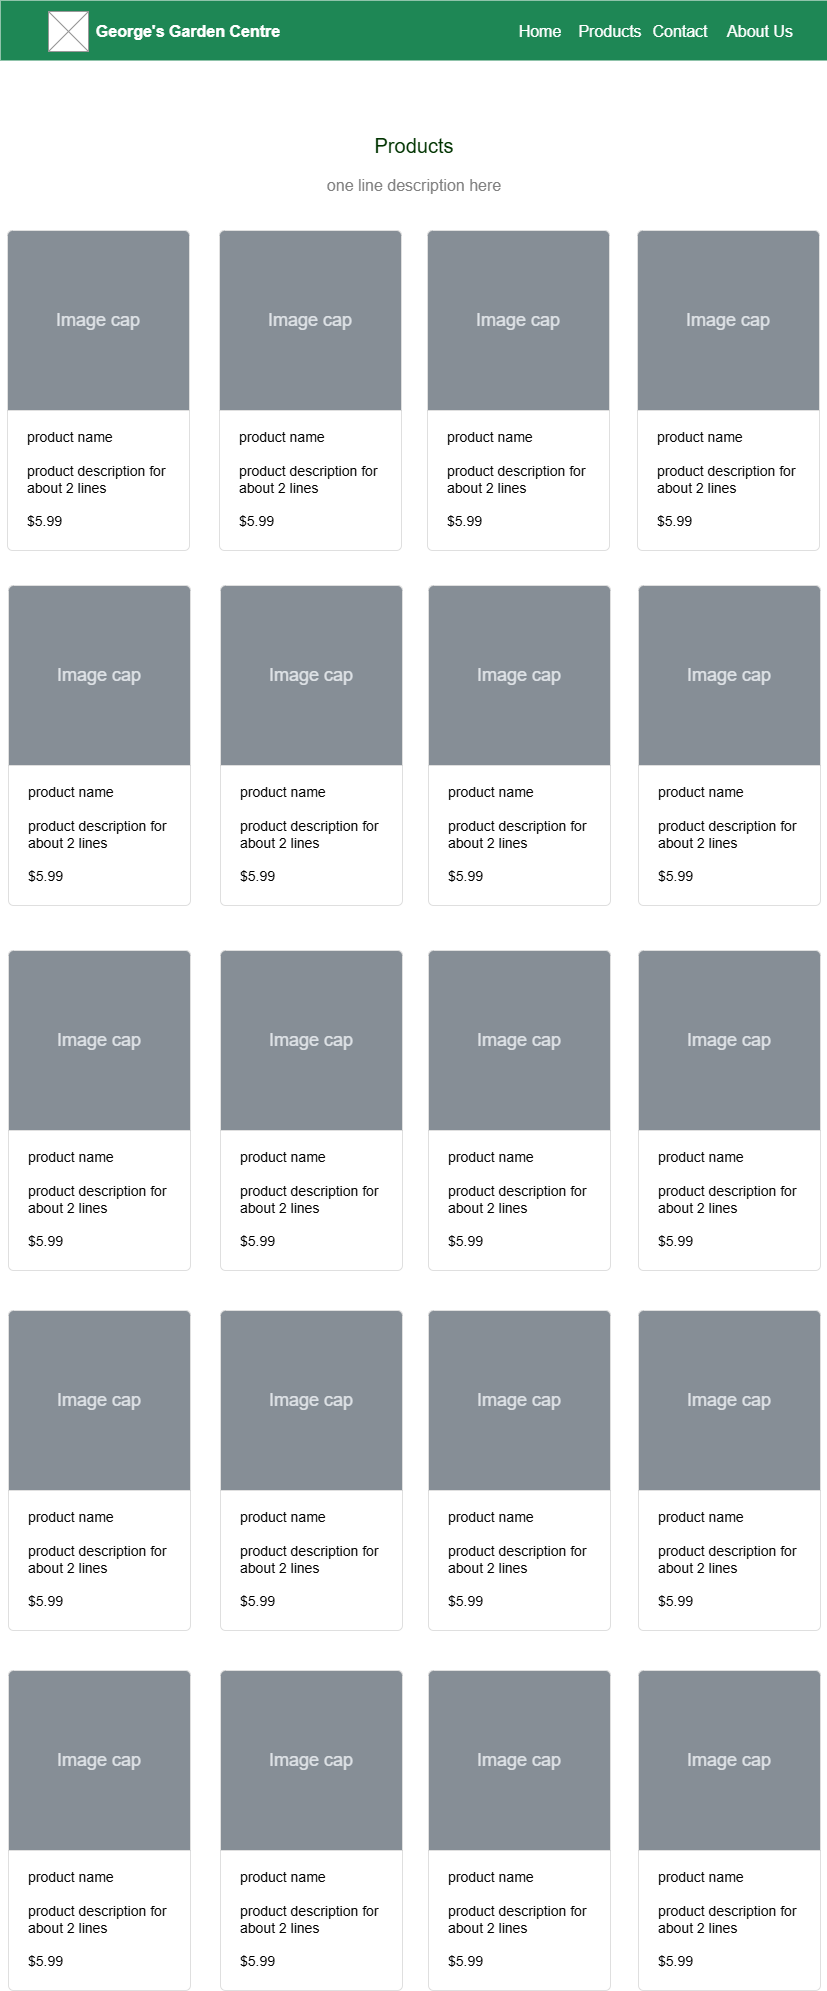 George's Garden Centre Home Products Contact About Us
Products
one line description here
Image cap Image cap Image cap Image cap
product name product name product name product name
product description for product description for product description for product description for
about 2 lines about 2 lines about 2 lines about 2 lines
$5.99 $5.99 $5.99 $5.99
Image cap Image cap Image cap Image cap
product name product name product name product name
product description for product description for product description for product description for
about 2 lines about 2 lines about 2 lines about 2 lines
$5.99 $5.99 $5.99 $5.99
Image cap Image cap Image cap Image cap
product name product name product name product name
product description for product description for product description for product description for
about 2 lines about 2 lines about 2 lines about 2 lines
$5.99 $5.99 $5.99 $5.99
Image cap Image cap Image cap Image cap
product name product name product name product name
product description for product description for product description for product description for
about 2 lines about 2 lines about 2 lines about 2 lines
$5.99 $5.99 $5.99 $5.99
Image cap Image cap Image cap Image cap
product name product name product name product name
product description for product description for product description for product description for
about 2 lines about 2 lines about 2 lines about 2 lines
$5.99 $5.99 $5.99 $5.99